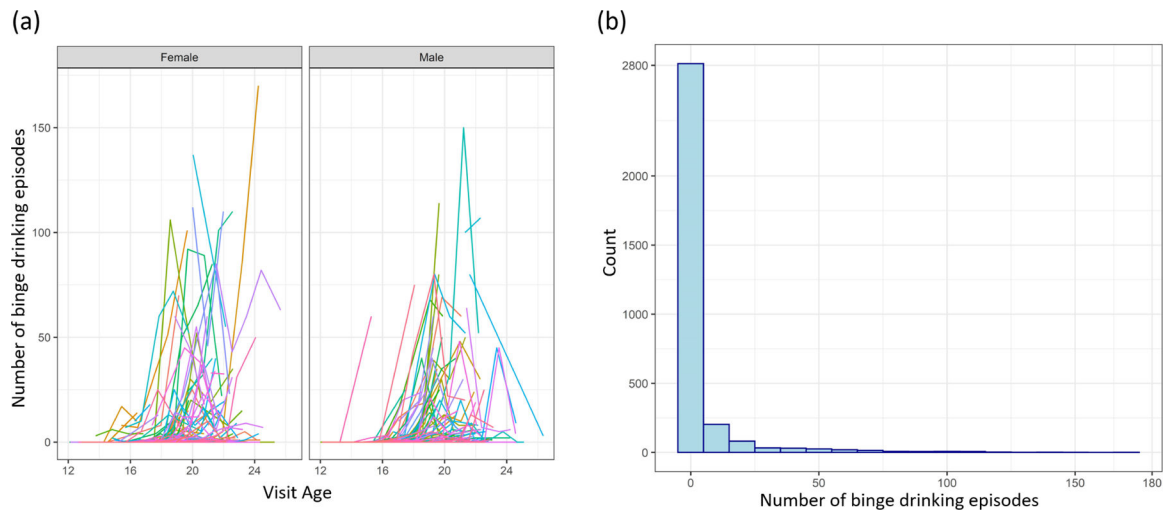 (a)
Female Male
Number of binge drinking episodes
150
100
50
0
12 16 20 24 12 16 20 24
Visit Age
(b)
Count
2800
2000
1500
1000
500
0
0 50 100 150 180
Number of binge drinking episodes